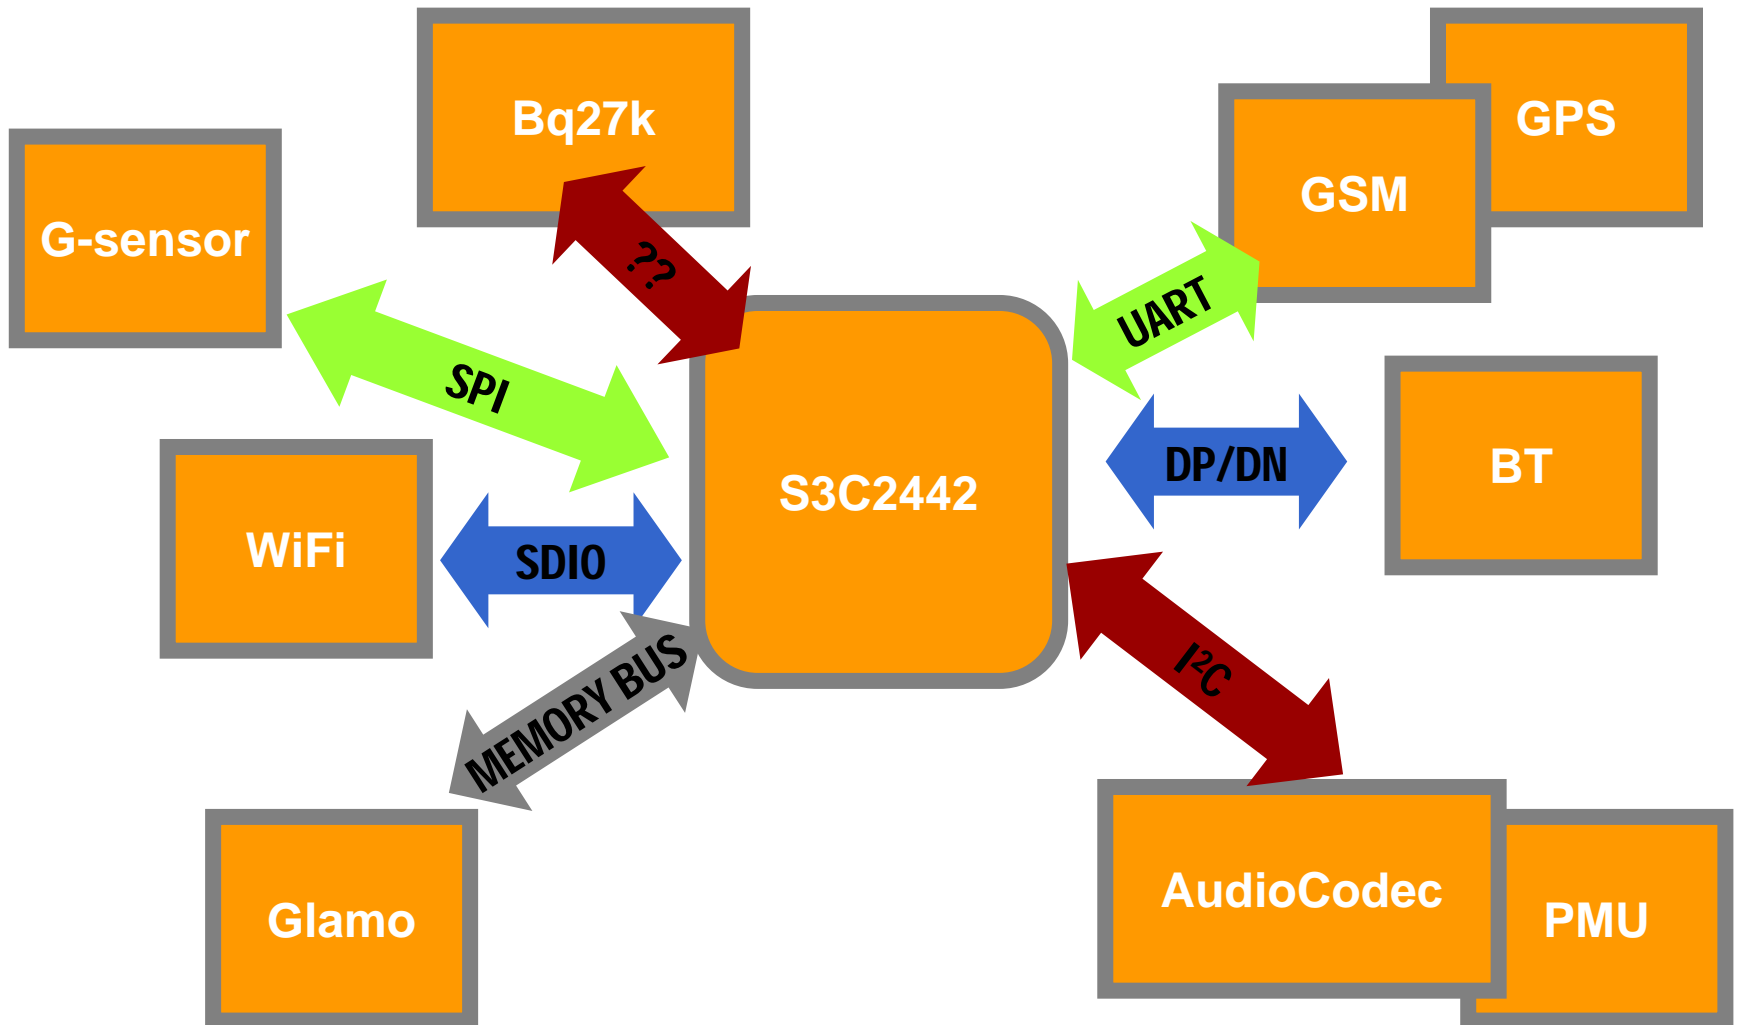 Bq27k
GPS
GSM
G-sensor
??
UART
SPI
DP/DN
BT
S3C2442
WiFi
SDIO
I²C
MEMORY BUS
AudioCodec
Glamo
PMU